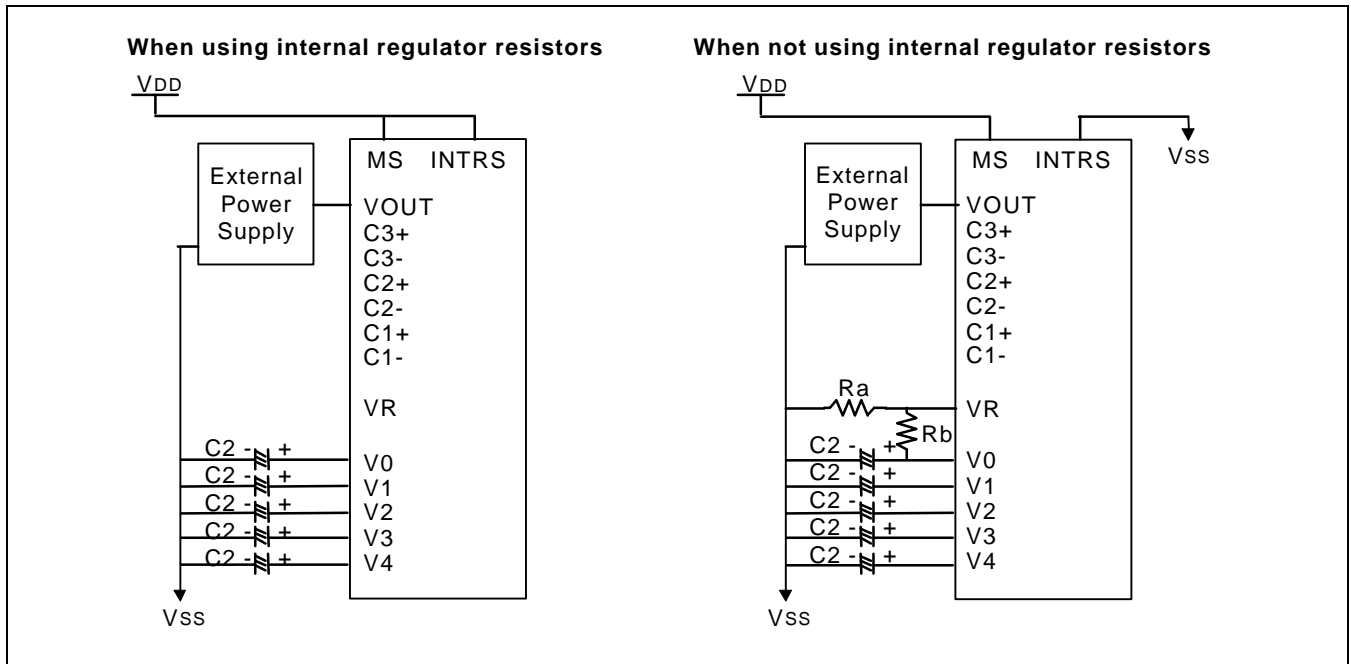 When using internal regulator resistors
VDD
MS INTRS
External
Power
Supply
VOUT
C3+
C3-
C2+
C2-
C1+
C1-
VR
C2 - + V0
C2 - + V1
C2 - + V2
C2 - + V3
C2 - + V4
VSS
When not using internal regulator resistors
VDD
MS INTRS
VSS
External
Power
Supply
VOUT
C3+
C3-
C2+
C2-
C1+
C1-
Ra
VR
Rb
C2 - + V0
C2 - + V1
C2 - + V2
C2 - + V3
C2 - + V4
VSS